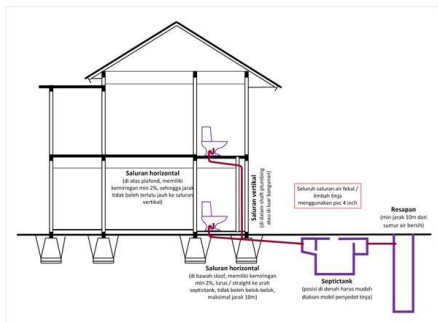 Saluran horizontal
(di atas plafond, memiliki
kemiringan min 2%, sehingga jarak
tidak boleh terlalu jauh ke saluran
vertikal)
Saluran vertikal
(di dalam shaft plumbing
atau di luar bangunan)
Seluruh saluran air fekal /
limbah tinja
menggunakan pvc 4 inch
Resapan
(min jarak 10m dari
sumur air bersih)
Saluran horizontal
(di bawah sloof, memiliki kemiringan
min 2%, lurus / straight ke arah
septictank, tidak boleh belok-belok,
maksimal jarak 10m)
Septictank
(posisi di denah harus mudah
diakses mobil penyedot tinja)